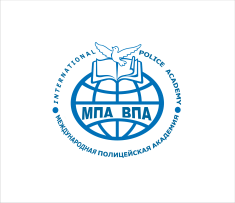 INTERNATIONAL POLICE ACADEMY
МПА ВПА
МЕЖДУНАРОДНАЯ ПОЛИЦЕЙСКАЯ АКАДЕМИЯ